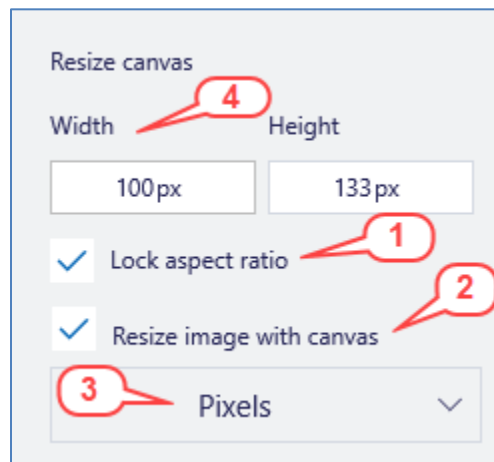 Resize canvas
4
Width Height
100px 133px
1
Lock aspect ratio
2
Resize image with canvas
3
Pixels